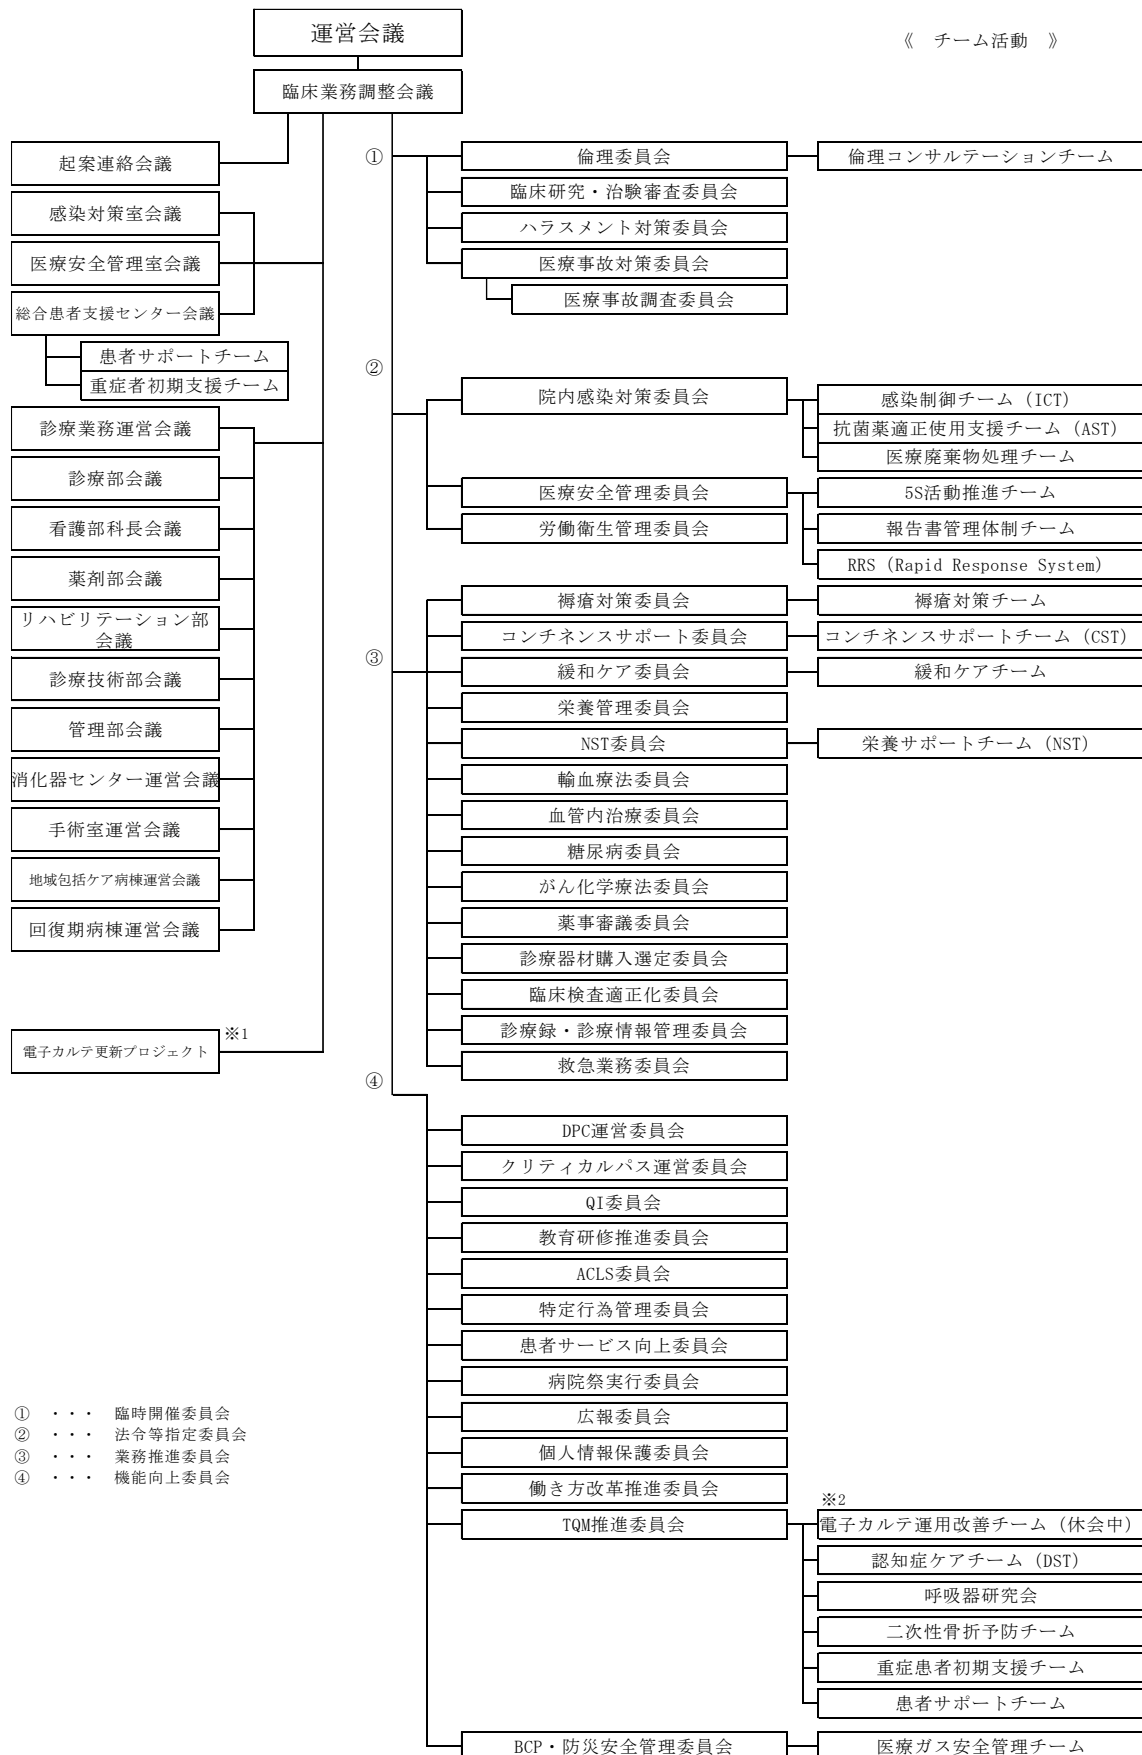 運営会議
《　チーム活動　》
臨床業務調整会議
起案連絡会議
感染対策室会議
医療安全管理室会議
総合患者支援センター会議
患者サポートチーム
重症者初期支援チーム
診療業務運営会議
診療部会議
看護部科長会議
薬剤部会議
リハビリテーション部
会議
診療技術部会議
管理部会議
消化器センター運営会議
手術室運営会議
地域包括ケア病棟運営会議
回復期病棟運営会議
※1
電子カルテ更新プロジェクト
①
倫理委員会
倫理コンサルテーションチーム
臨床研究・治験審査委員会
ハラスメント対策委員会
医療事故対策委員会
医療事故調査委員会
②
院内感染対策委員会
感染制御チーム（ICT）
抗菌薬適正使用支援チーム（AST）
医療廃棄物処理チーム
医療安全管理委員会
5S活動推進チーム
労働衛生管理委員会
報告書管理体制チーム
RRS（Rapid Response System）
③
褥瘡対策委員会
褥瘡対策チーム
コンチネンスサポート委員会
コンチネンスサポートチーム（CST）
緩和ケア委員会
緩和ケアチーム
栄養管理委員会
NST委員会
栄養サポートチーム（NST）
輸血療法委員会
血管内治療委員会
糖尿病委員会
がん化学療法委員会
薬事審議委員会
診療器材購入選定委員会
臨床検査適正化委員会
診療録・診療情報管理委員会
救急業務委員会
④
DPC運営委員会
クリティカルパス運営委員会
QI委員会
教育研修推進委員会
ACLS委員会
特定行為管理委員会
患者サービス向上委員会
病院祭実行委員会
広報委員会
個人情報保護委員会
働き方改革推進委員会
TQM推進委員会
※2
電子カルテ運用改善チーム（休会中）
認知症ケアチーム（DST）
呼吸器研究会
二次性骨折予防チーム
重症患者初期支援チーム
患者サポートチーム
BCP・防災安全管理委員会
医療ガス安全管理チーム
①　・・・　臨時開催委員会
②　・・・　法令等指定委員会
③　・・・　業務推進委員会
④　・・・　機能向上委員会